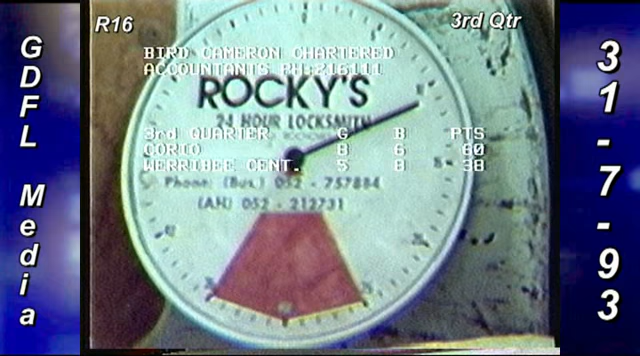 R16
3rd Qtr
GDFL Media
BIRD CAMERON CHARTERED
ACCOUNTANTS PH:216111
ROCKY'S
24 HOUR LOCKSMITH
3rd QUARTER G B PTS
CORIO 9 6 60
WERRIBEE CENT. 5 8 38
Phone: (Bus.) 052 - 757884
(AH) 052 - 212731
31-7-93